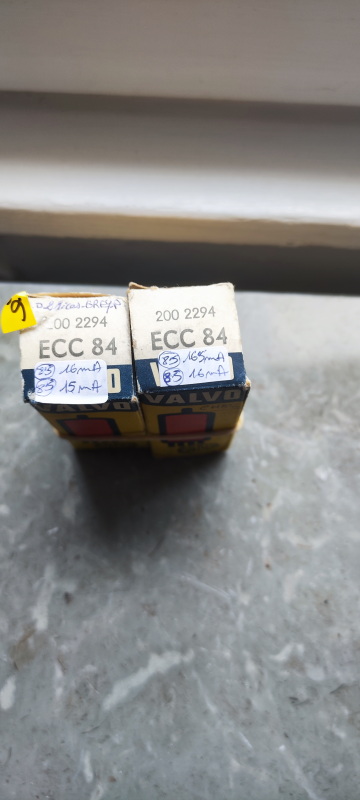 9
200 2294
ECC 84
85 16mA
85 15mA
VALVO
200 2294
ECC 84
85 16,5mA
85 16mA
VALVO